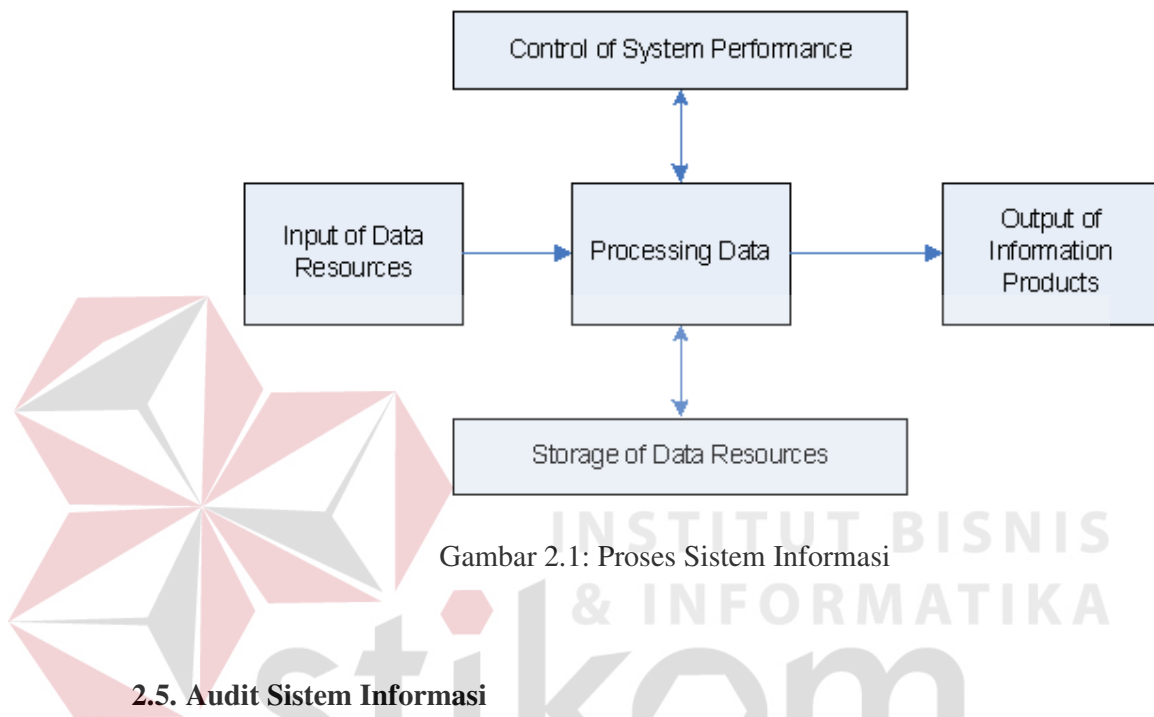 Control of System Performance
Input of Data
Resources
Processing Data
Output of
Information
Products
Storage of Data Resources
INSTITUT BISNIS
Gambar 2.1: Proses Sistem Informasi
& INFORMATIKA
stikom
2.5. Audit Sistem Informasi